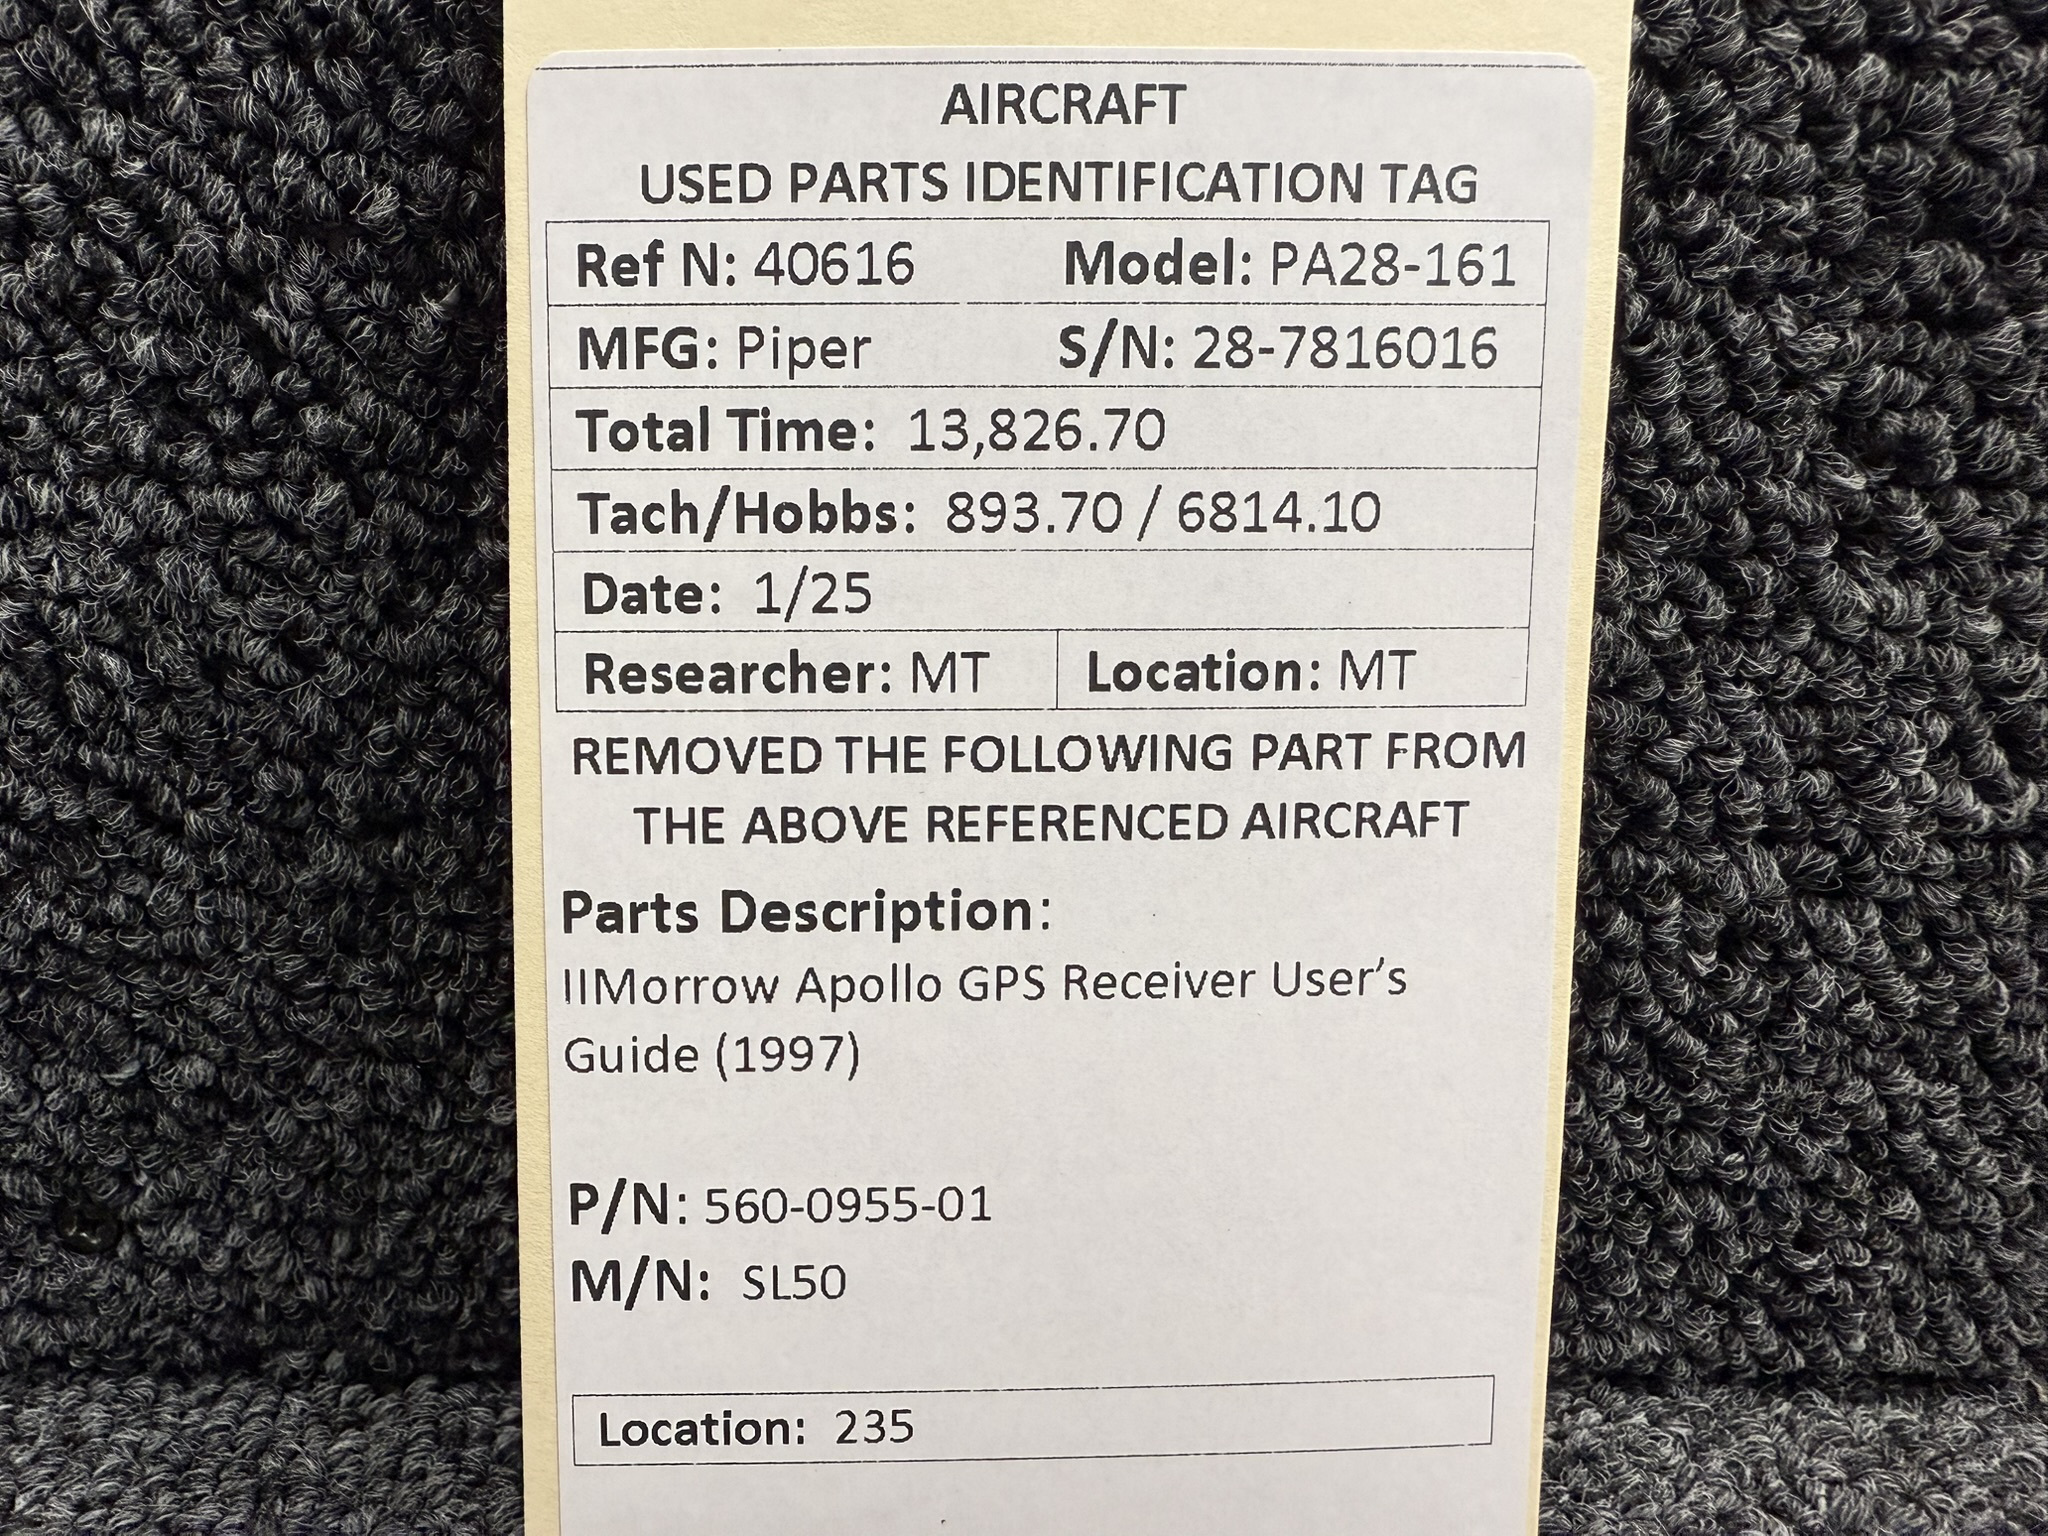 AIRCRAFT
USED PARTS IDENTIFICATION TAG
Ref N: 40616 Model: PA28-161
MFG: Piper S/N: 28-7816016
Total Time: 13,826.70
Tach/Hobbs: 893.70 / 6814.10
Date: 1/25
Researcher: MT Location: MT
REMOVED THE FOLLOWING PART FROM
THE ABOVE REFERENCED AIRCRAFT
Parts Description:
IIMorrow Apollo GPS Receiver User's
Guide (1997)
P/N: 560-0955-01
M/N: SL50
Location: 235